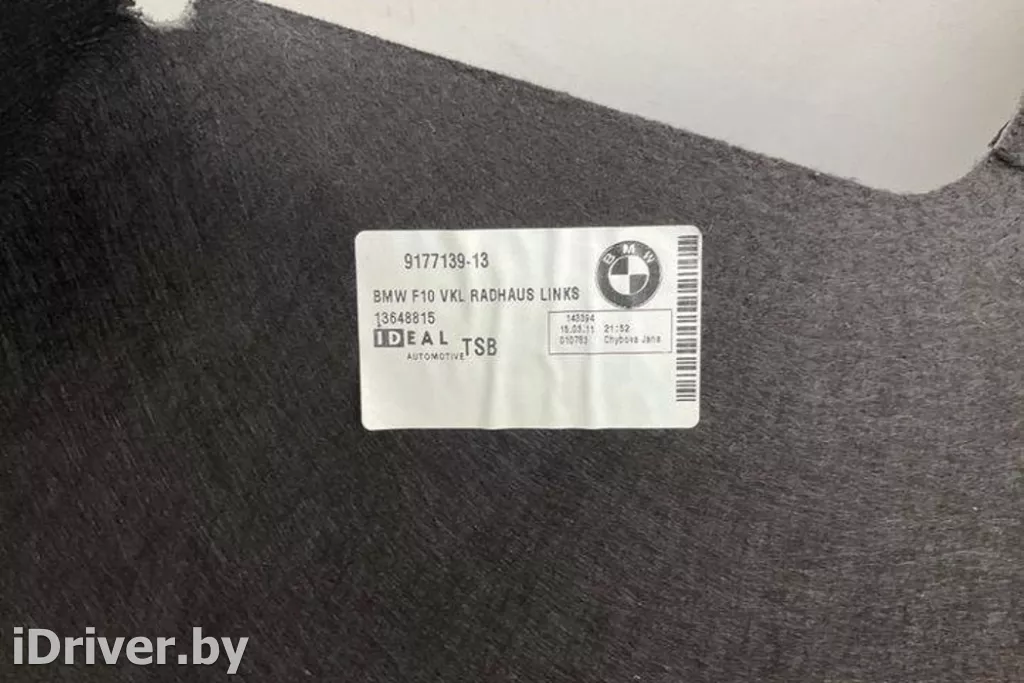 9177139-13
BMW
BMW F10 VKL RADHAUS LINKS
13648815
IDEAL
AUTOMOTIVE TSB
143394
15.03.11 21:52
010763 Chybova Jana
iDriver.by